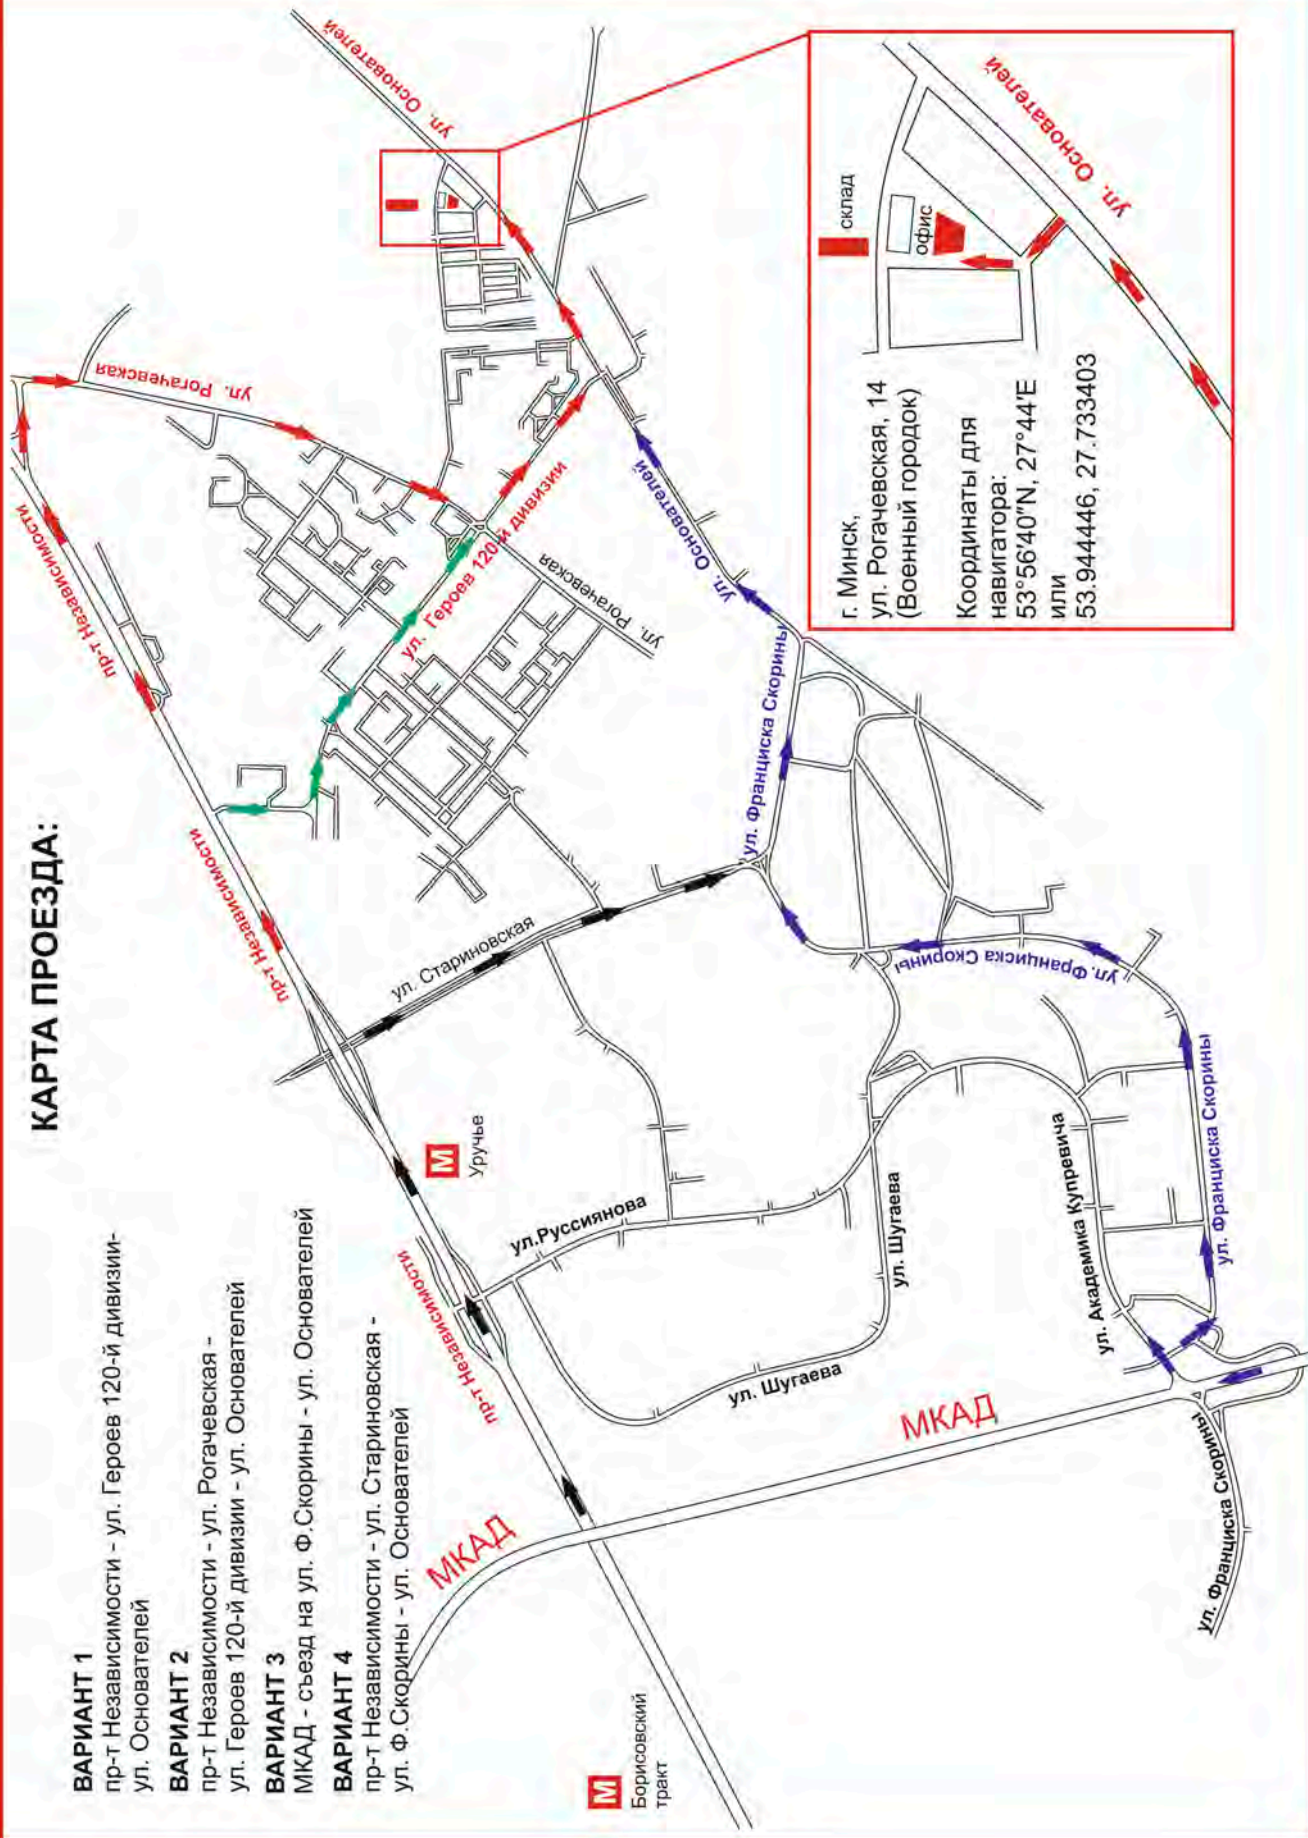 КАРТА ПРОЕЗДА:
ВАРИАНТ 1
пр-т Независимости - ул. Героев 120-й дивизии-
ул. Основателей
ВАРИАНТ 2
пр-т Независимости - ул. Рогачевская -
ул. Героев 120-й дивизии - ул. Основателей
ВАРИАНТ 3
МКАД - съезд на ул. Ф.Скорины - ул. Основателей
ВАРИАНТ 4
пр-т Независимости - ул. Стариновская -
ул. Ф.Скорины - ул. Основателей
М
Борисовский
тракт
МКАД
МКАД
пр-т Независимости
М
Уручье
пр-т Независимости
пр-т Независимости
пр-т Независимости
ул. Рогачевская
ул. Основателей
ул. Стариновская
ул. Героев 120-й дивизии
ул. Рогачевская
ул.Руссиянова
ул. Шугаева
ул. Шугаева
ул. Академика Купревича
ул. Франциска Скорины
ул. Франциска Скорины
ул. Франциска Скорины
ул. Франциска Скорины
ул. Основателей
склад
офис
ул. Основателей
г. Минск,
ул. Рогачевская, 14
(Военный городок)
Координаты для
навигатора:
53°56'40"N, 27°44'E
или
53.944446, 27.733403